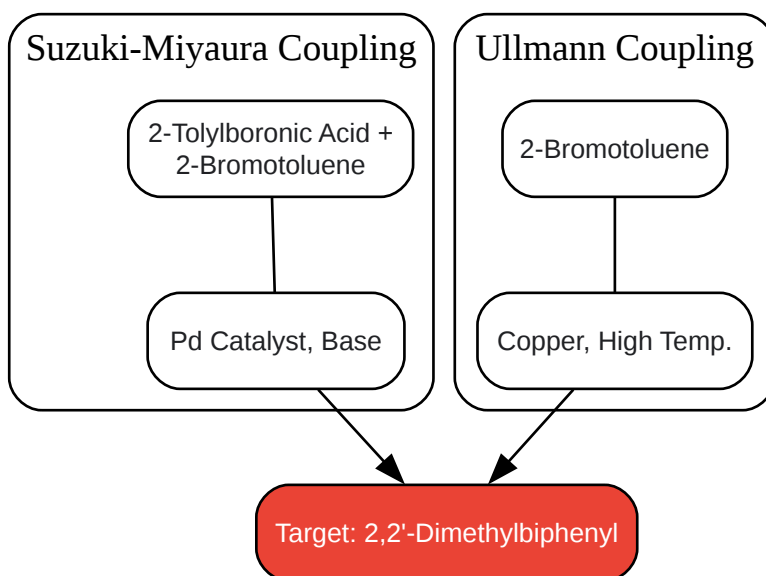 Suzuki-Miyaura Coupling
2-Tolylboronic Acid +
2-Bromotoluene
Pd Catalyst, Base
Ullmann Coupling
2-Bromotoluene
Copper, High Temp.
Target: 2,2'-Dimethylbiphenyl